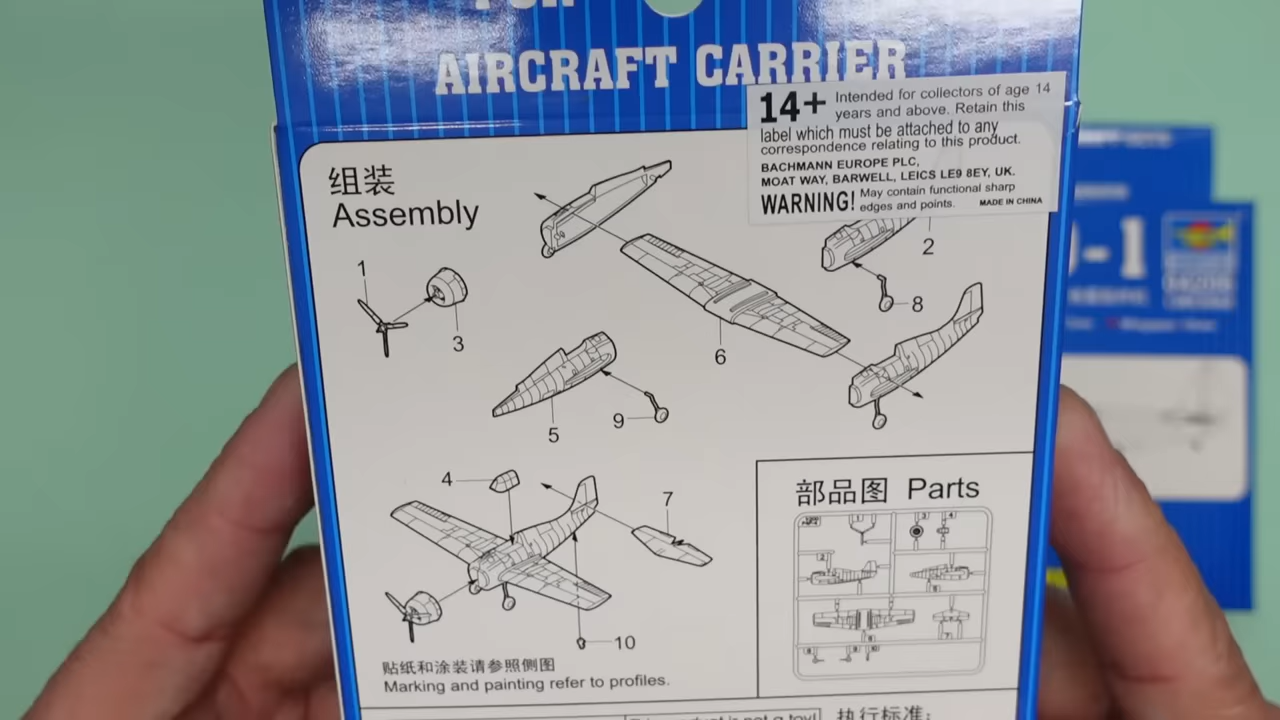 AIRCRAFT CARRIER
14+ Intended for collectors of age 14
years and above. Retain this
label which must be attached to any
correspondence relating to this product.
BACHMANN EUROPE PLC,
MOAT WAY, BARWELL, LEICS LE9 8EY, UK.
WARNING! May contain functional sharp
edges and points.
MADE IN CHINA
组装
Assembly
1
3
2
8
6
5
9
4
7
10
部品图 Parts
贴纸和涂装请参照侧图
Marking and painting refer to profiles.
执行标准:
-1